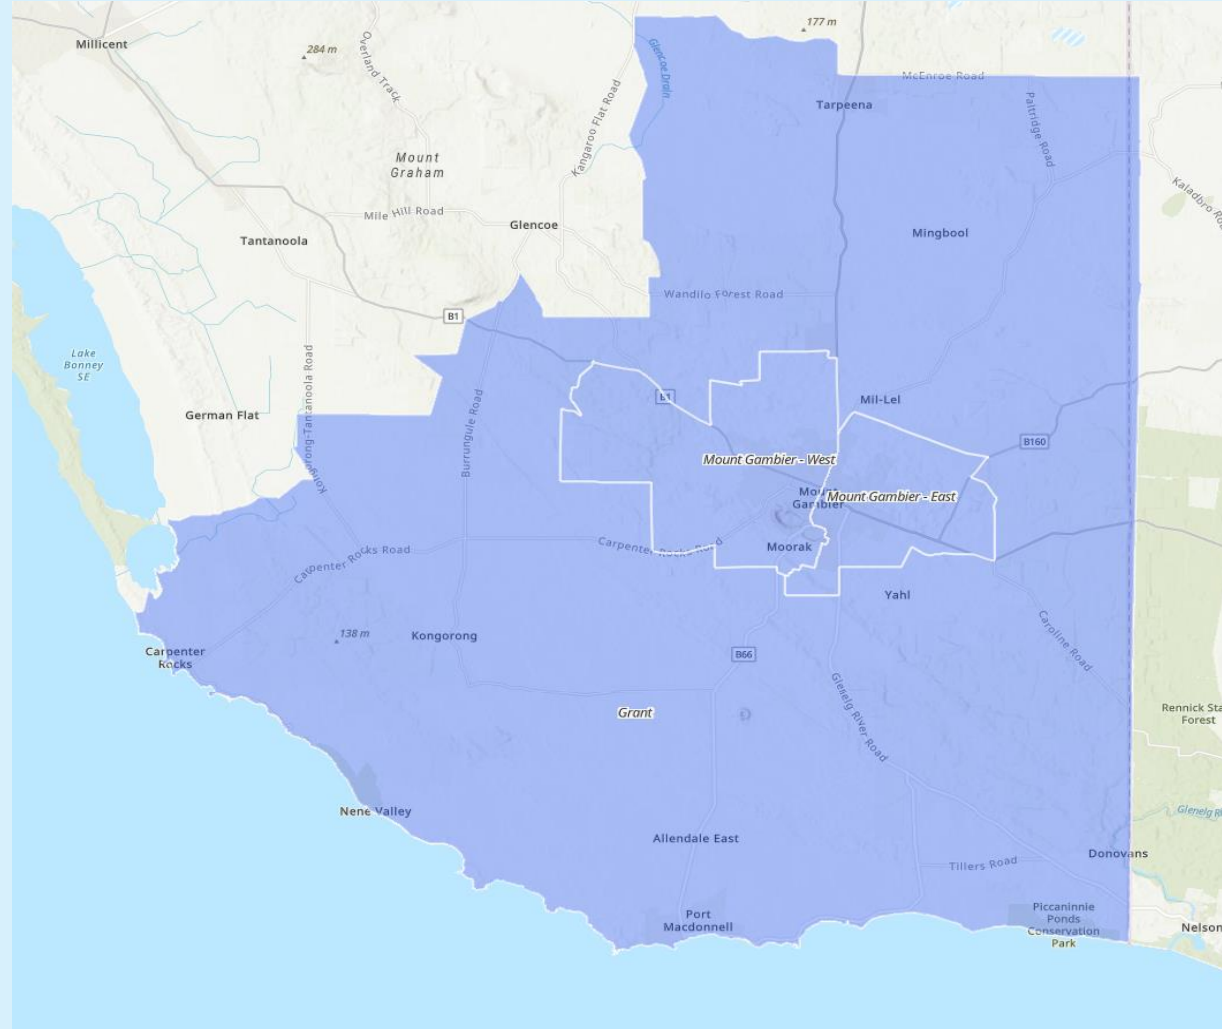 177 m
Millicent
284 m
Overland Track
Glencoe Drain
McEnroe Road
Tarpeena
Paltridge Road
Kangaroo Flat Road
Mount
Graham
Kaladbro
Mile Hill Road
Glencoe
Mingbool
Tantanoola
Wandilo Forest Road
B1
Lake
Bonney
SE
Kongorong-Tantanoola Road
Burrungule Road
B1
Mil-Lel
German Flat
B160
Mount Gambier - West
Mount
Gambier
Mount Gambier - East
Carpenter Rocks Road
Moorak
Carpenter Rocks Road
Yahl
Caroline Road
138 m
Kongorong
Carpenter
Rocks
B66
Glenelg River Road
Grant
Rennick Sta
Forest
Nene Valley
Glenelg R
Allendale East
Donovans
Tillers Road
Port
Macdonnell
Piccaninnie
Ponds
Conservation
Park
Nelson